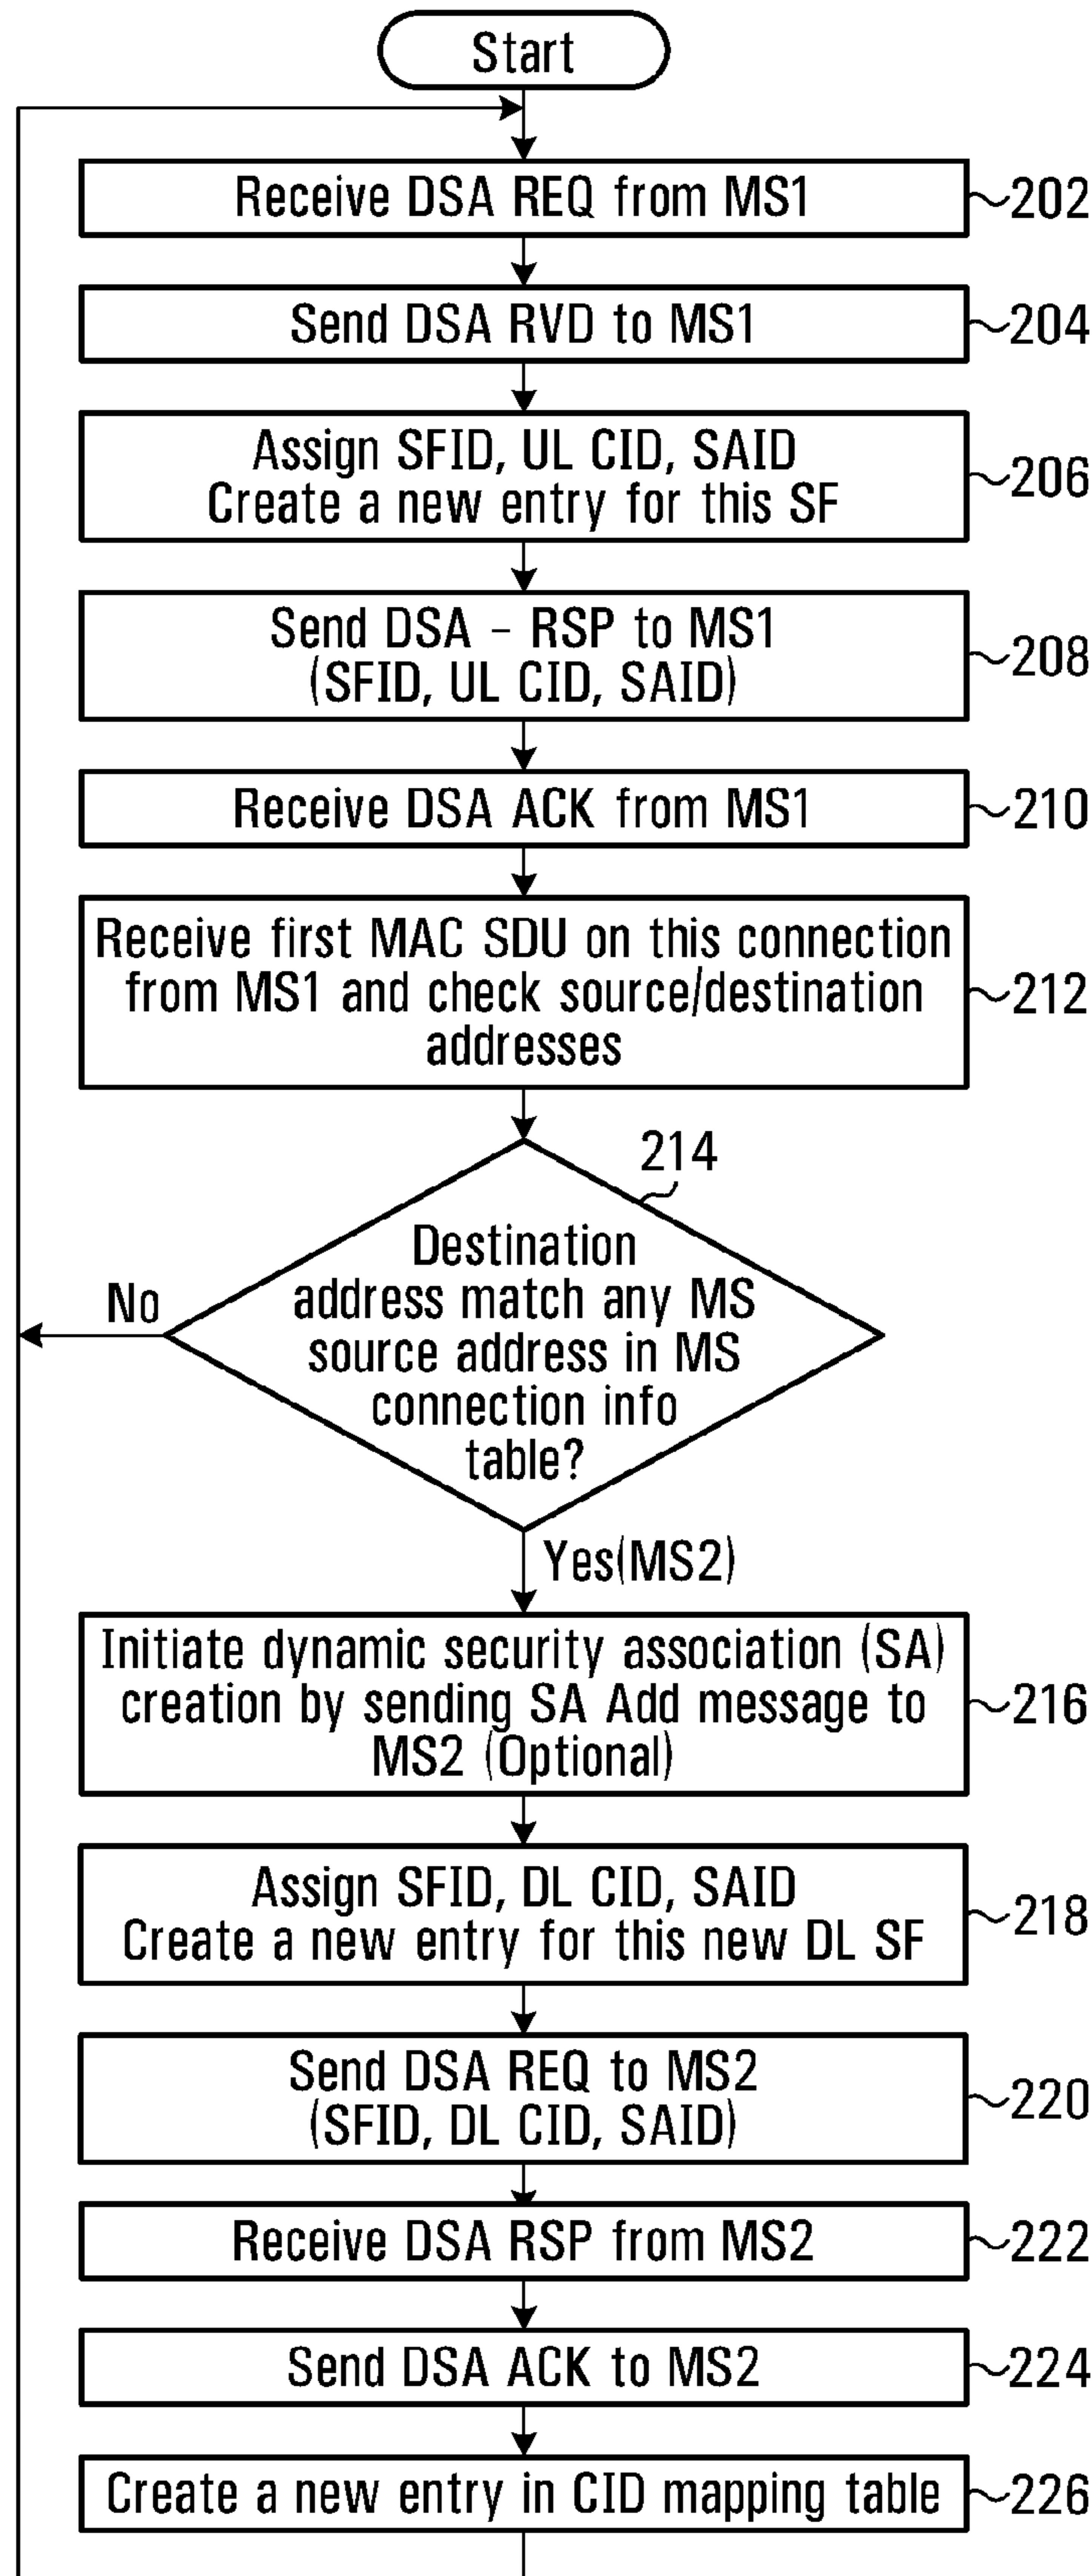 Start
Receive DSA REQ from MS1
202
Send DSA RVD to MS1
204
Assign SFID, UL CID, SAID
Create a new entry for this SF
206
Send DSA – RSP to MS1
(SFID, UL CID, SAID)
208
Receive DSA ACK from MS1
210
Receive first MAC SDU on this connection
from MS1 and check source/destination
addresses
212
214
Destination
address match any MS
source address in MS
connection info
table?
No
Yes(MS2)
Initiate dynamic security association (SA)
creation by sending SA Add message to
MS2 (Optional)
216
Assign SFID, DL CID, SAID
Create a new entry for this new DL SF
218
Send DSA REQ to MS2
(SFID, DL CID, SAID)
220
Receive DSA RSP from MS2
222
Send DSA ACK to MS2
224
Create a new entry in CID mapping table
226